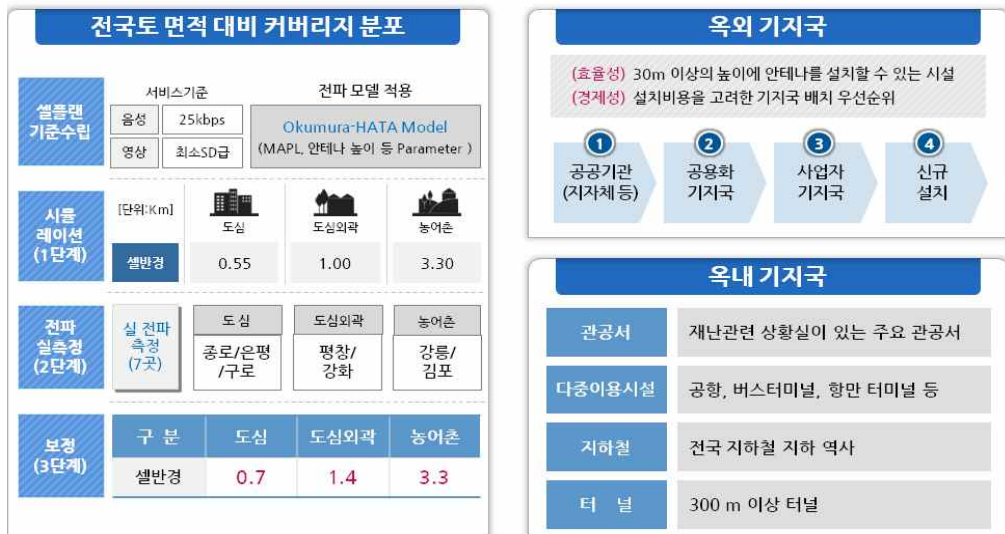 전국토 면적 대비 커버리지 분포
셀플랜
기준수립
서비스기준
전파 모델 적용
음성
25kbps
영상
최소SD급
Okumura-HATA Model
(MAPL, 안테나 높이 등 Parameter )
시뮬
레이션
(1단계)
[단위:Km]
도심
도심외곽
농어촌
셀반경
0.55
1.00
3.30
전파
실측정
(2단계)
실 전파
측정
(7곳)
도심
도심외곽
농어촌
종로/은평
/구로
평창/
강화
강릉/
김포
보정
(3단계)
구 분
도심
도심외곽
농어촌
셀반경
0.7
1.4
3.3
옥외 기지국
(효율성) 30m 이상의 높이에 안테나를 설치할 수 있는 시설
(경제성) 설치비용을 고려한 기지국 배치 우선순위
1
공공기관
(지자체 등)
2
공용화
기지국
3
사업자
기지국
4
신규
설치
옥내 기지국
관공서
재난관련 상황실이 있는 주요 관공서
다중이용시설
공항, 버스터미널, 항만 터미널 등
지하철
전국 지하철 지하 역사
터 널
300 m 이상 터널